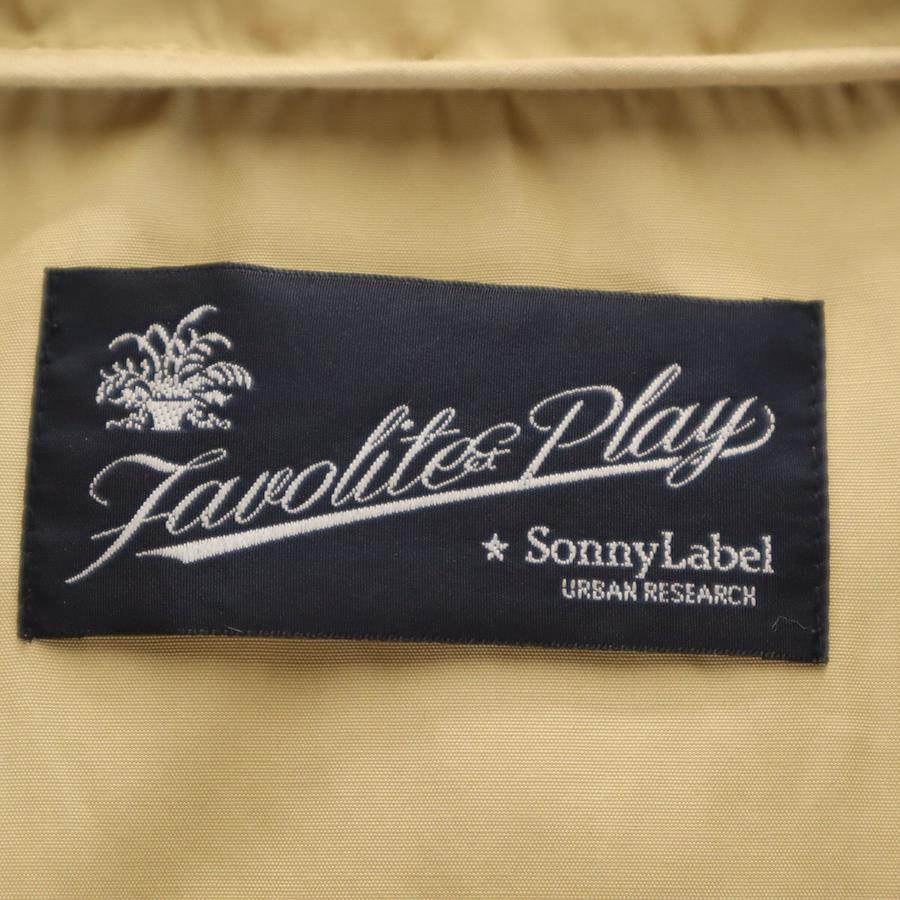 Favolite & Play
★ SonnyLabel
URBAN RESEARCH